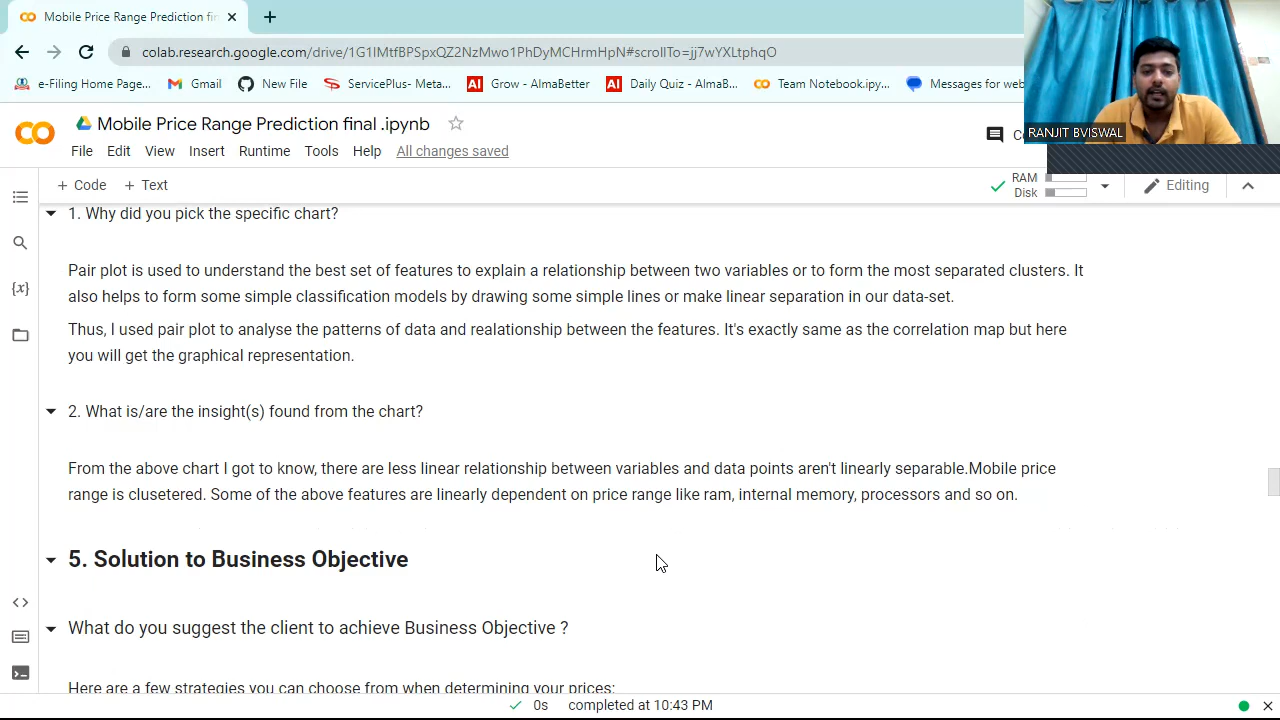 Mobile Price Range Prediction fin
colab.research.google.com/drive/1G1IMtfBPSpxQZ2NzMwo1PhDyMCHrmHpN#scrollTo=jj7wYXLtphqO
e-Filing Home Page...
Gmail
New File
ServicePlus- Meta...
Grow - AlmaBetter
Daily Quiz - AlmaB...
Team Notebook.ipy...
Messages for web
RANJIT BVISWAL
Mobile Price Range Prediction final .ipynb
File Edit View Insert Runtime Tools Help All changes saved
+ Code + Text
RAM
Disk
Editing
1. Why did you pick the specific chart?
Pair plot is used to understand the best set of features to explain a relationship between two variables or to form the most separated clusters. It
also helps to form some simple classification models by drawing some simple lines or make linear separation in our data-set.
Thus, I used pair plot to analyse the patterns of data and realationship between the features. It's exactly same as the correlation map but here
you will get the graphical representation.
2. What is/are the insight(s) found from the chart?
From the above chart I got to know, there are less linear relationship between variables and data points aren't linearly separable.Mobile price
range is clusetered. Some of the above features are linearly dependent on price range like ram, internal memory, processors and so on.
5. Solution to Business Objective
What do you suggest the client to achieve Business Objective ?
Here are a few strategies you can choose from when determining your prices:
0s completed at 10:43 PM